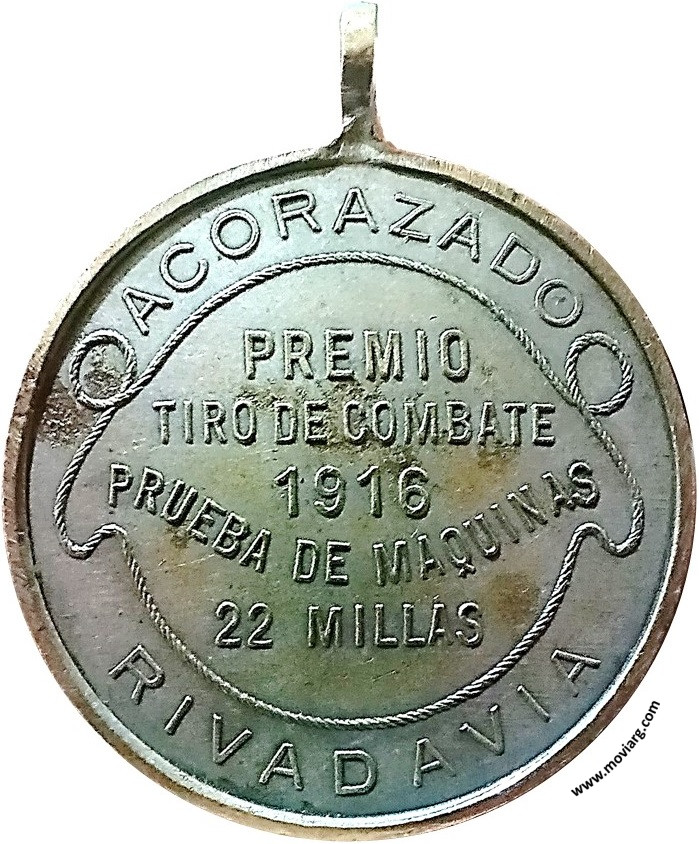 ACORAZADO
PREMIO
TIRO DE COMBATE
1916
PRUEBA DE MAQUINAS
22 MILLAS
RIVADAVIA
www.moviarg.com